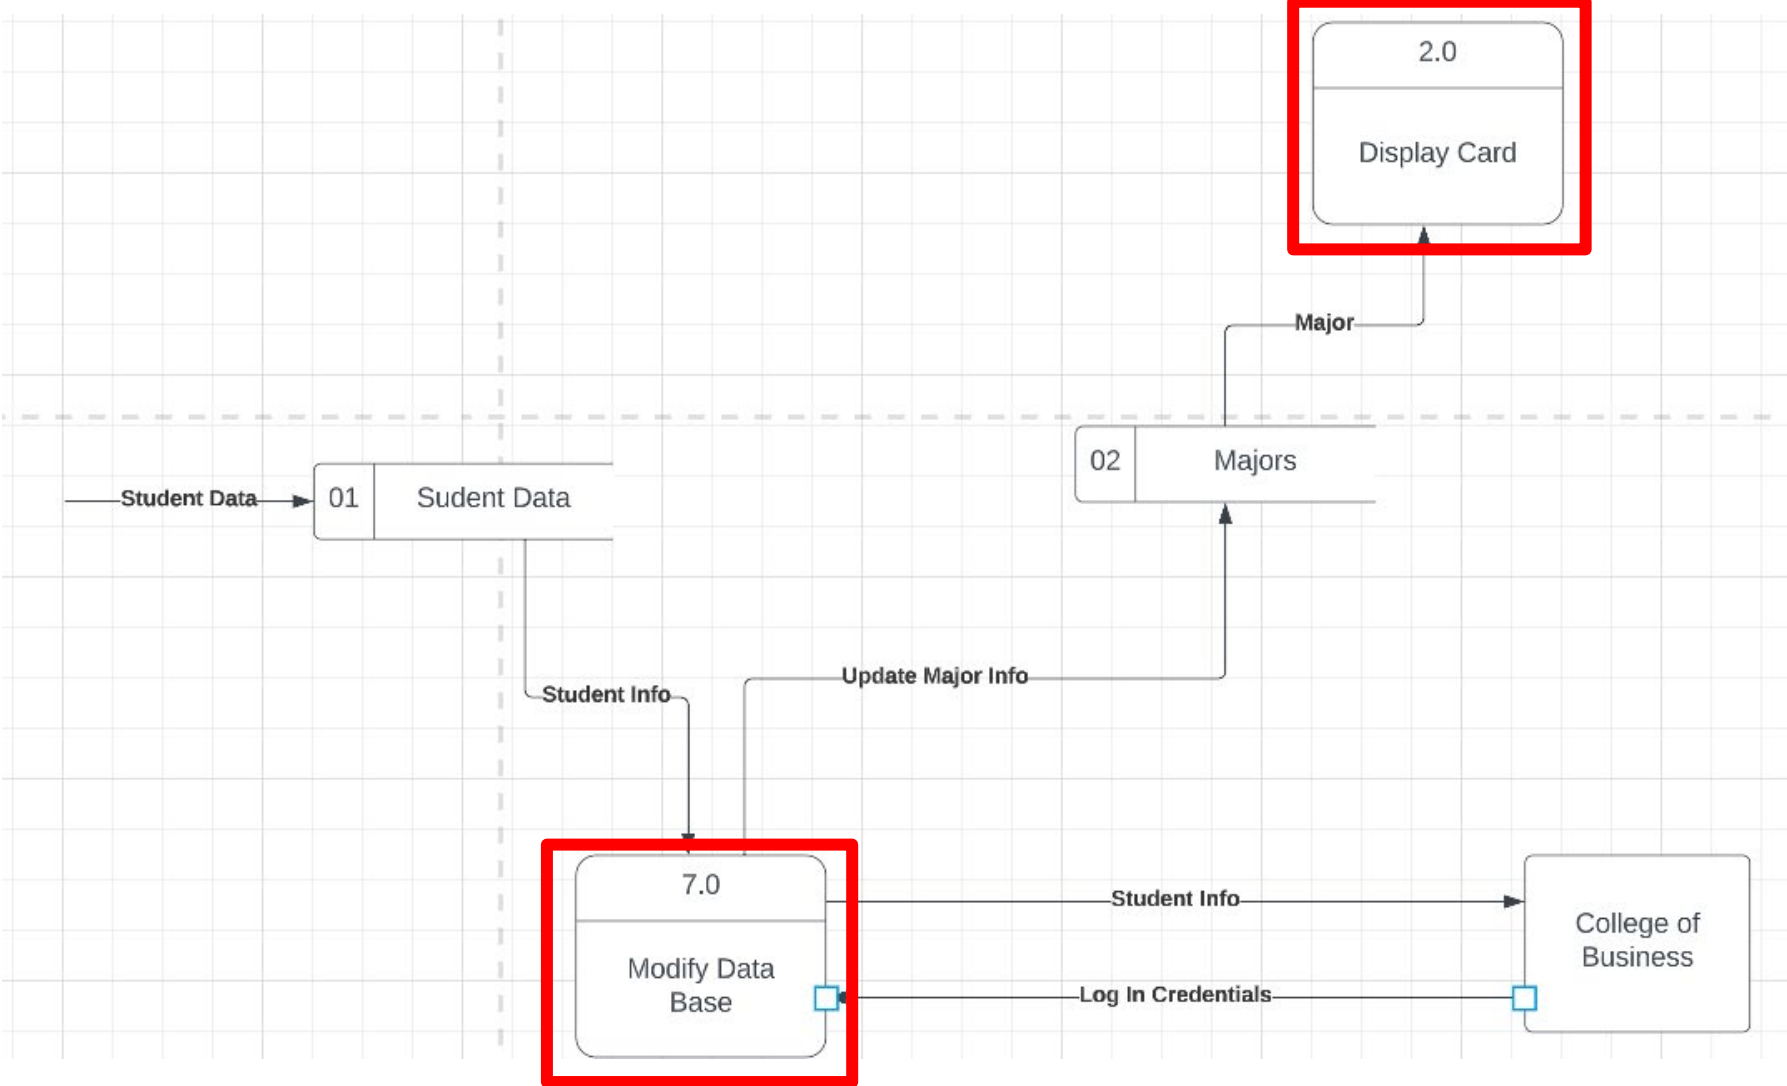 2.0
Display Card
Major
02 Majors
Student Data
01 Sudent Data
Update Major Info
Student Info
7.0
Modify Data
Base
Student Info
College of
Business
Log In Credentials